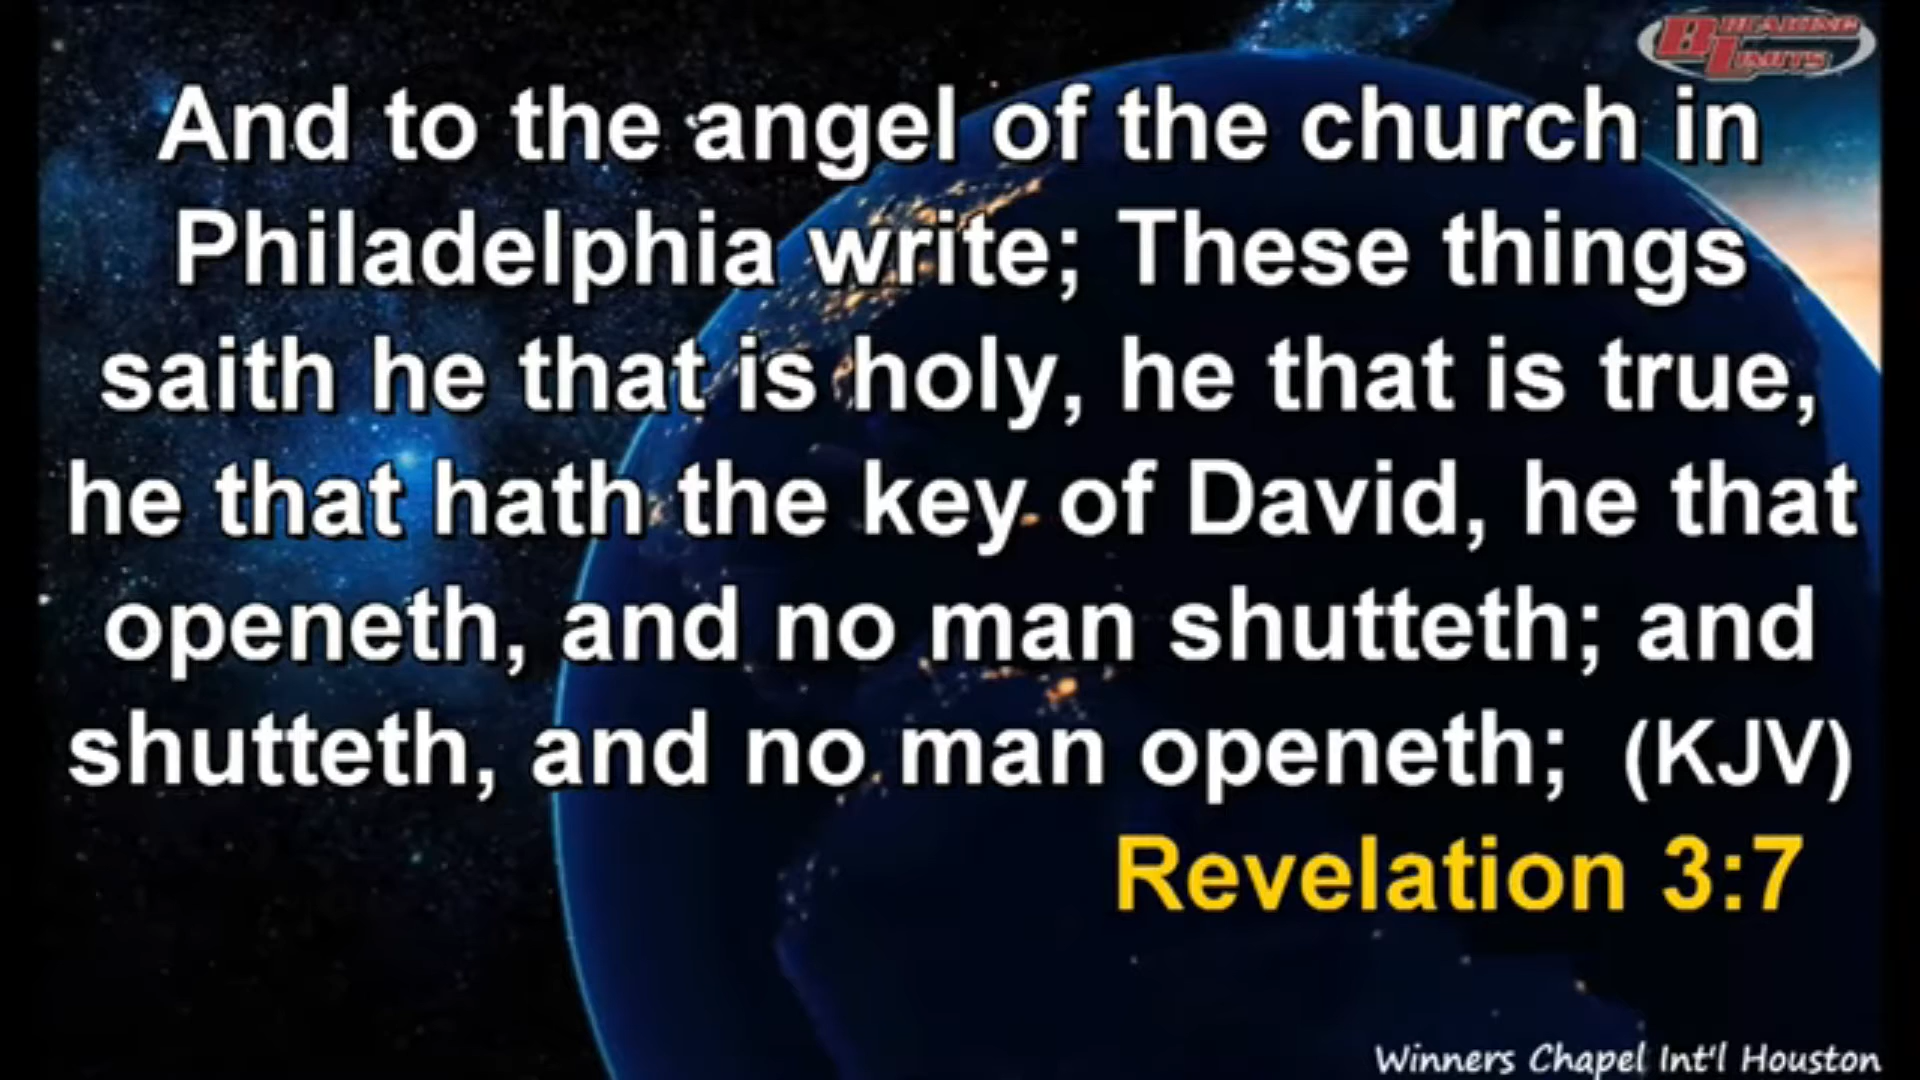 BREAKING
LIMITS
And to the angel of the church in
Philadelphia write; These things
saith he that is holy, he that is true,
he that hath the key of David, he that
openeth, and no man shutteth; and
shutteth, and no man openeth; (KJV)
Revelation 3:7
Winners Chapel Int'l Houston